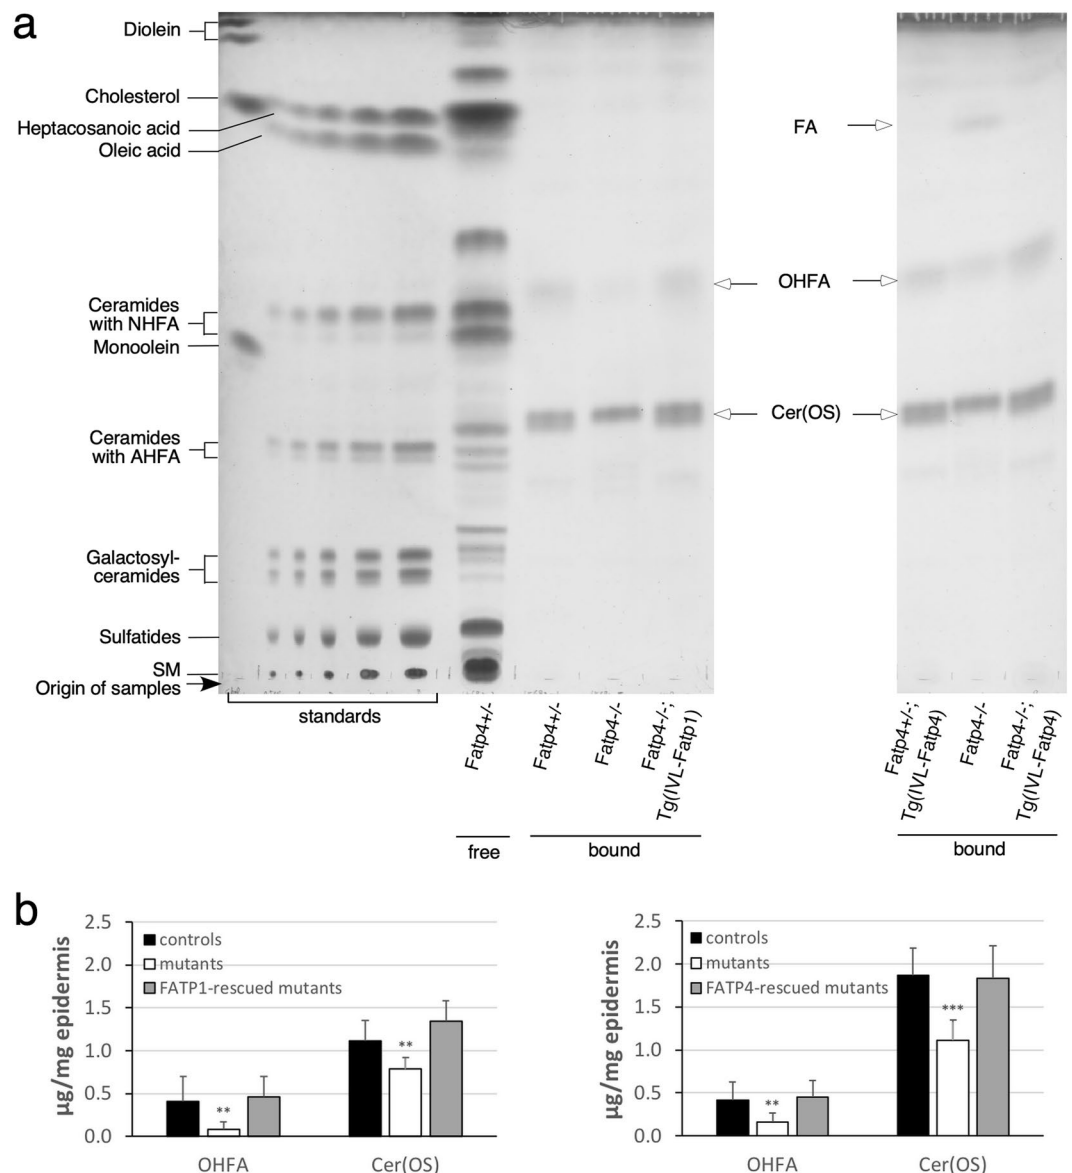 a
Diolein
Cholesterol
Heptacosanoic acid
Oleic acid
Ceramides
with NHFA
Monoolein
Ceramides
with AHFA
Galactosyl-
ceramides
Sulfatides
SM
Origin of samples
standards
FA
OHFA
Cer(OS)
Fatp4+/-
Fatp4+/-
Fatp4-/-
Fatp4-/-;
Tg(IVL-Fatp1)
Fatp4+/-;
Tg(IVL-Fatp4)
Fatp4-/-
Fatp4-/-;
Tg(IVL-Fatp4)
free
bound
bound
b
µg/mg epidermis
2.5
2.0
1.5
1.0
0.5
0.0
controls
mutants
FATP1-rescued mutants
**
**
OHFA
Cer(OS)
µg/mg epidermis
2.5
2.0
1.5
1.0
0.5
0.0
controls
mutants
FATP4-rescued mutants
**
***
OHFA
Cer(OS)